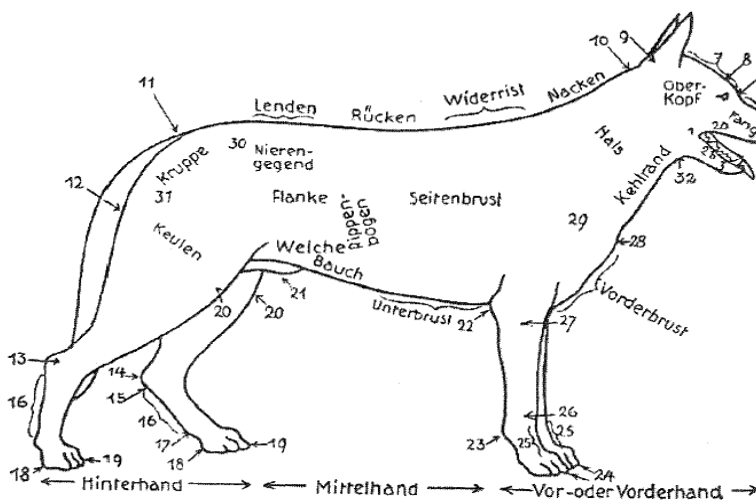 7
8
9
10
Ober-
Kopf
Fang
11
Lenden
Rücken
Widerrist
Nacken
Hals
1
20
Kruppe
30
Nieren-
gegend
Kehlrand
32
12
31
Flanke
Rippen-
bogen
Seitenbrust
29
28
Keulen
Welche
Bauch
21
20
20
Unterbrust
22
Vorderbrust
27
13
14
15
16
16
17
18
19
18
19
26
25
25
23
24
Hinterhand
Mittelhand
Vor-oder Vorderhand